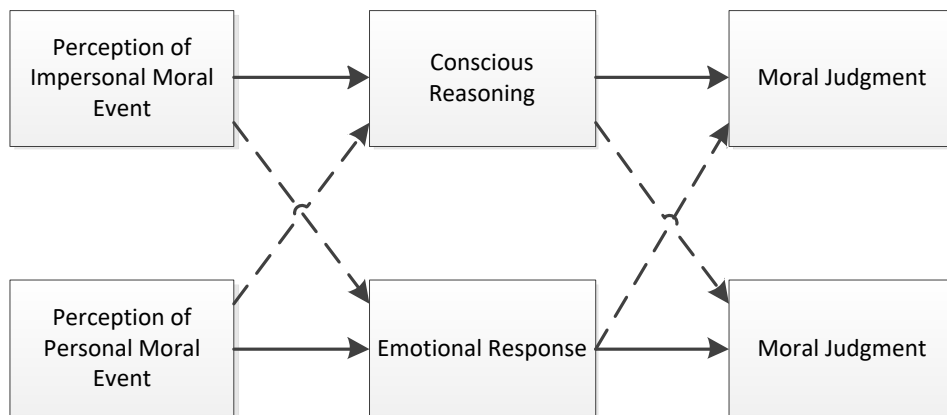 Perception of
Impersonal Moral
Event
Conscious
Reasoning
Moral Judgment
Perception of
Personal Moral
Event
Emotional Response
Moral Judgment